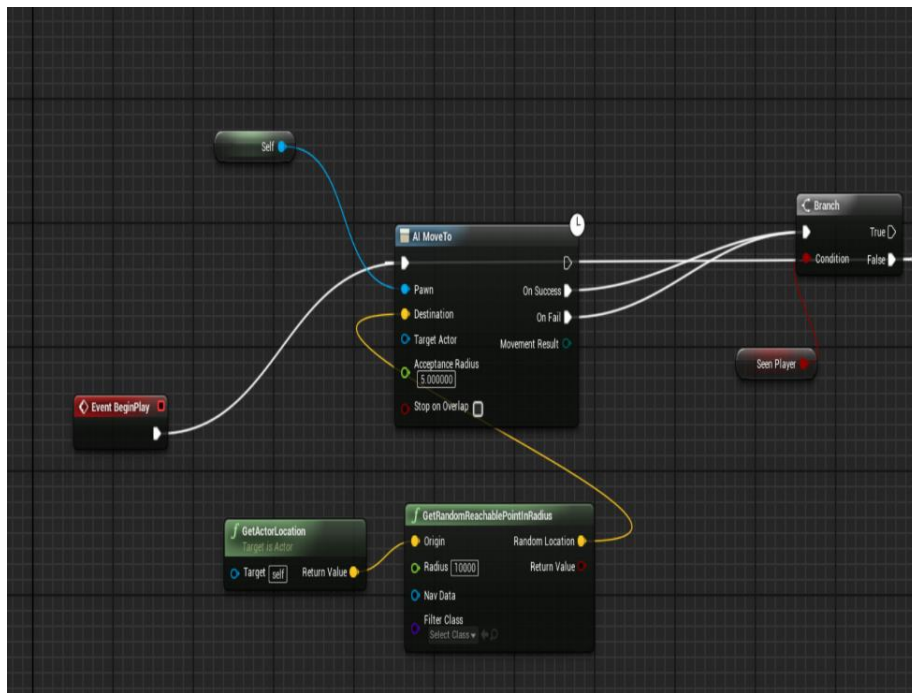 Self
AI MoveTo
Pawn
Destination
Target Actor
Acceptance Radius
5.000000
Stop on Overlap
On Success
On Fail
Movement Result
Branch
True
Condition
False
Seen Player
Event BeginPlay
GetActorLocation
Target is Actor
Target self
Return Value
GetRandomReachablePointInRadius
Origin
Random Location
Radius 10000
Return Value
Nav Data
Filter Class
Select Class